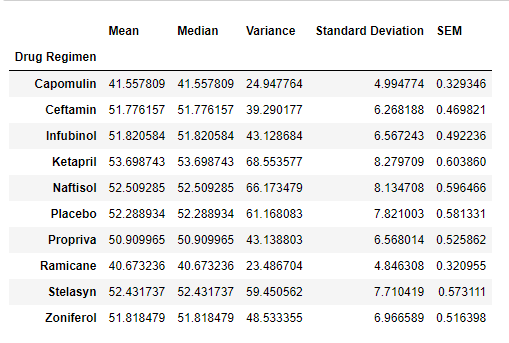 Mean Median Variance Standard Deviation SEM
Drug Regimen
Capomulin 41.557809 41.557809 24.947764 4.994774 0.329346
Ceftamin 51.776157 51.776157 39.290177 6.268188 0.469821
Infubinol 51.820584 51.820584 43.128684 6.567243 0.492236
Ketapril 53.698743 53.698743 68.553577 8.279709 0.603860
Naftisol 52.509285 52.509285 66.173479 8.134708 0.596466
Placebo 52.288934 52.288934 61.168083 7.821003 0.581331
Propriva 50.909965 50.909965 43.138803 6.568014 0.525862
Ramicane 40.673236 40.673236 23.486704 4.846308 0.320955
Stelasyn 52.431737 52.431737 59.450562 7.710419 0.573111
Zoniferol 51.818479 51.818479 48.533355 6.966589 0.516398